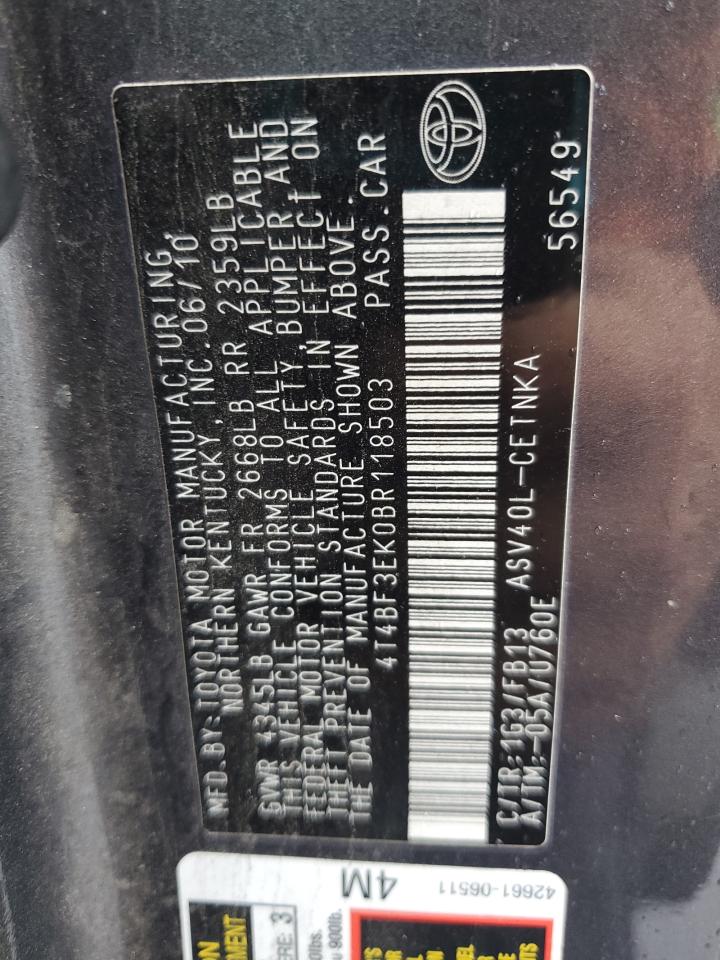 MFD.BY:TOYOTA MOTOR MANUFACTURING,
NORTHERN KENTUCKY, INC. 06/10
GVWR 4345LB GAWR FR 2668LB RR 2359LB
THIS VEHICLE CONFORMS TO ALL APPLICABLE
FEDERAL MOTOR VEHICLE SAFETY, BUMPER, AND
THEFT PREVENTION STANDARDS IN EFFECT ON
THE DATE OF MANUFACTURE SHOWN ABOVE.
4T4BF3EK0BR118503 PASS.CAR
C/TR:1G3/FB13 ASV40L-CETNKA 56549
A/TM:-05A/U760E
4M
42661-06511